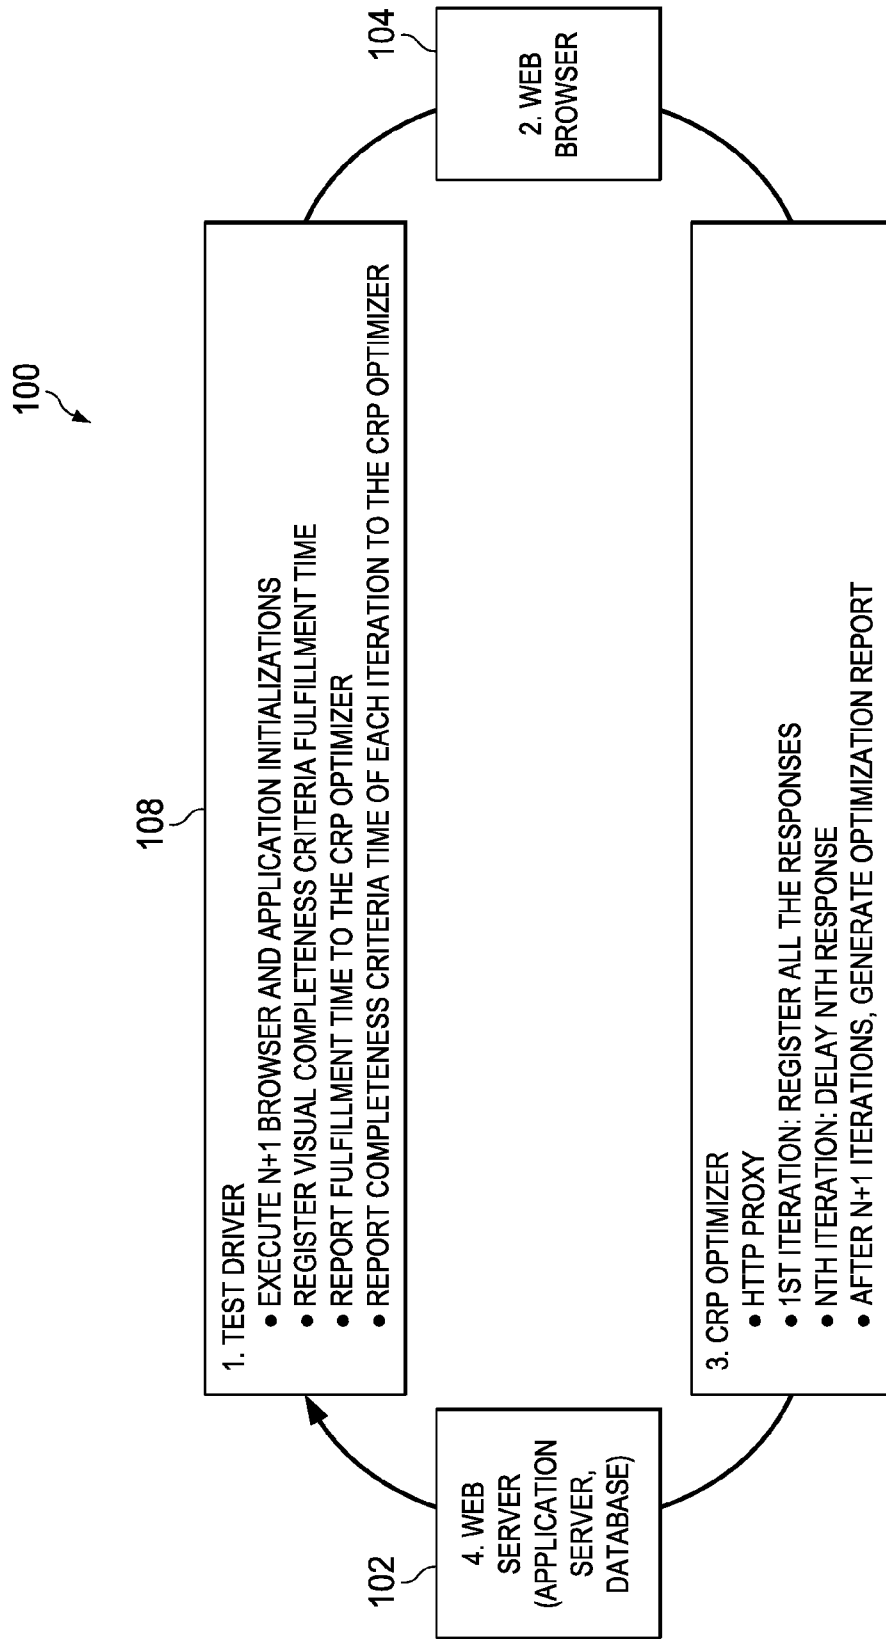 100
108
1. TEST DRIVER
• EXECUTE N+1 BROWSER AND APPLICATION INITIALIZATIONS
• REGISTER VISUAL COMPLETENESS CRITERIA FULFILLMENT TIME
• REPORT FULFILLMENT TIME TO THE CRP OPTIMIZER
• REPORT COMPLETENESS CRITERIA TIME OF EACH ITERATION TO THE CRP OPTIMIZER
104
2. WEB
BROWSER
102
4. WEB
SERVER
(APPLICATION
SERVER,
DATABASE)
3. CRP OPTIMIZER
• HTTP PROXY
• 1ST ITERATION: REGISTER ALL THE RESPONSES
• NTH ITERATION: DELAY NTH RESPONSE
• AFTER N+1 ITERATIONS, GENERATE OPTIMIZATION REPORT